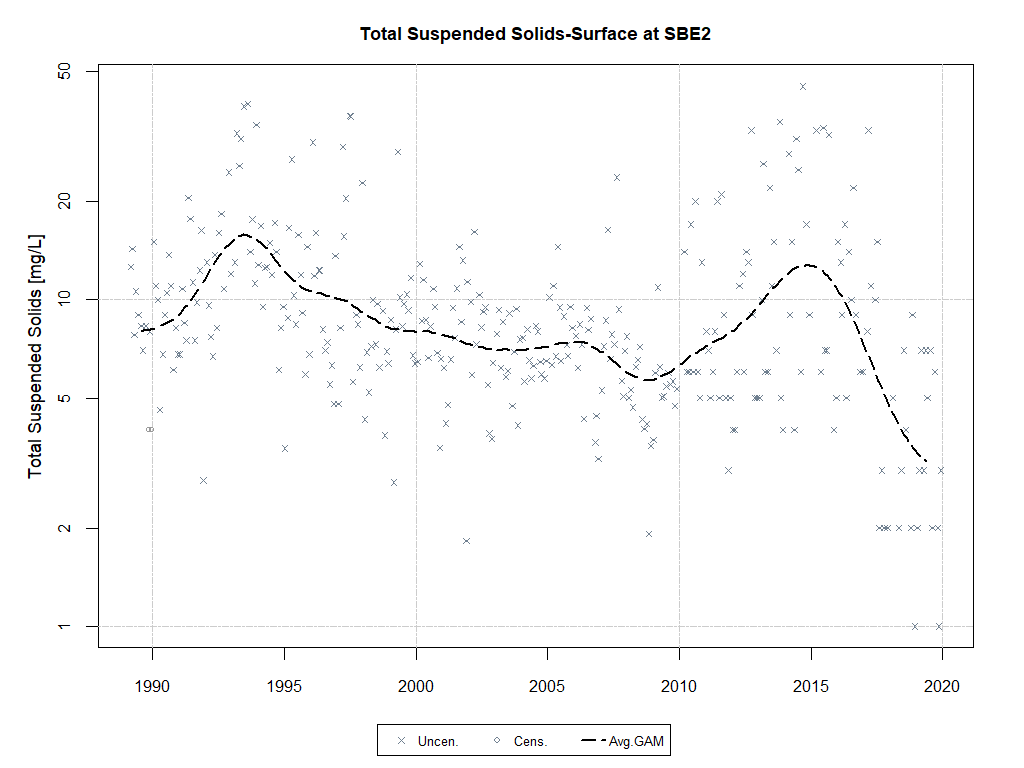 Total Suspended Solids-Surface at SBE2
Total Suspended Solids [mg/L]
50
20
10
5
2
1
1990 1995 2000 2005 2010 2015 2020
Uncen. Cens. Avg.GAM